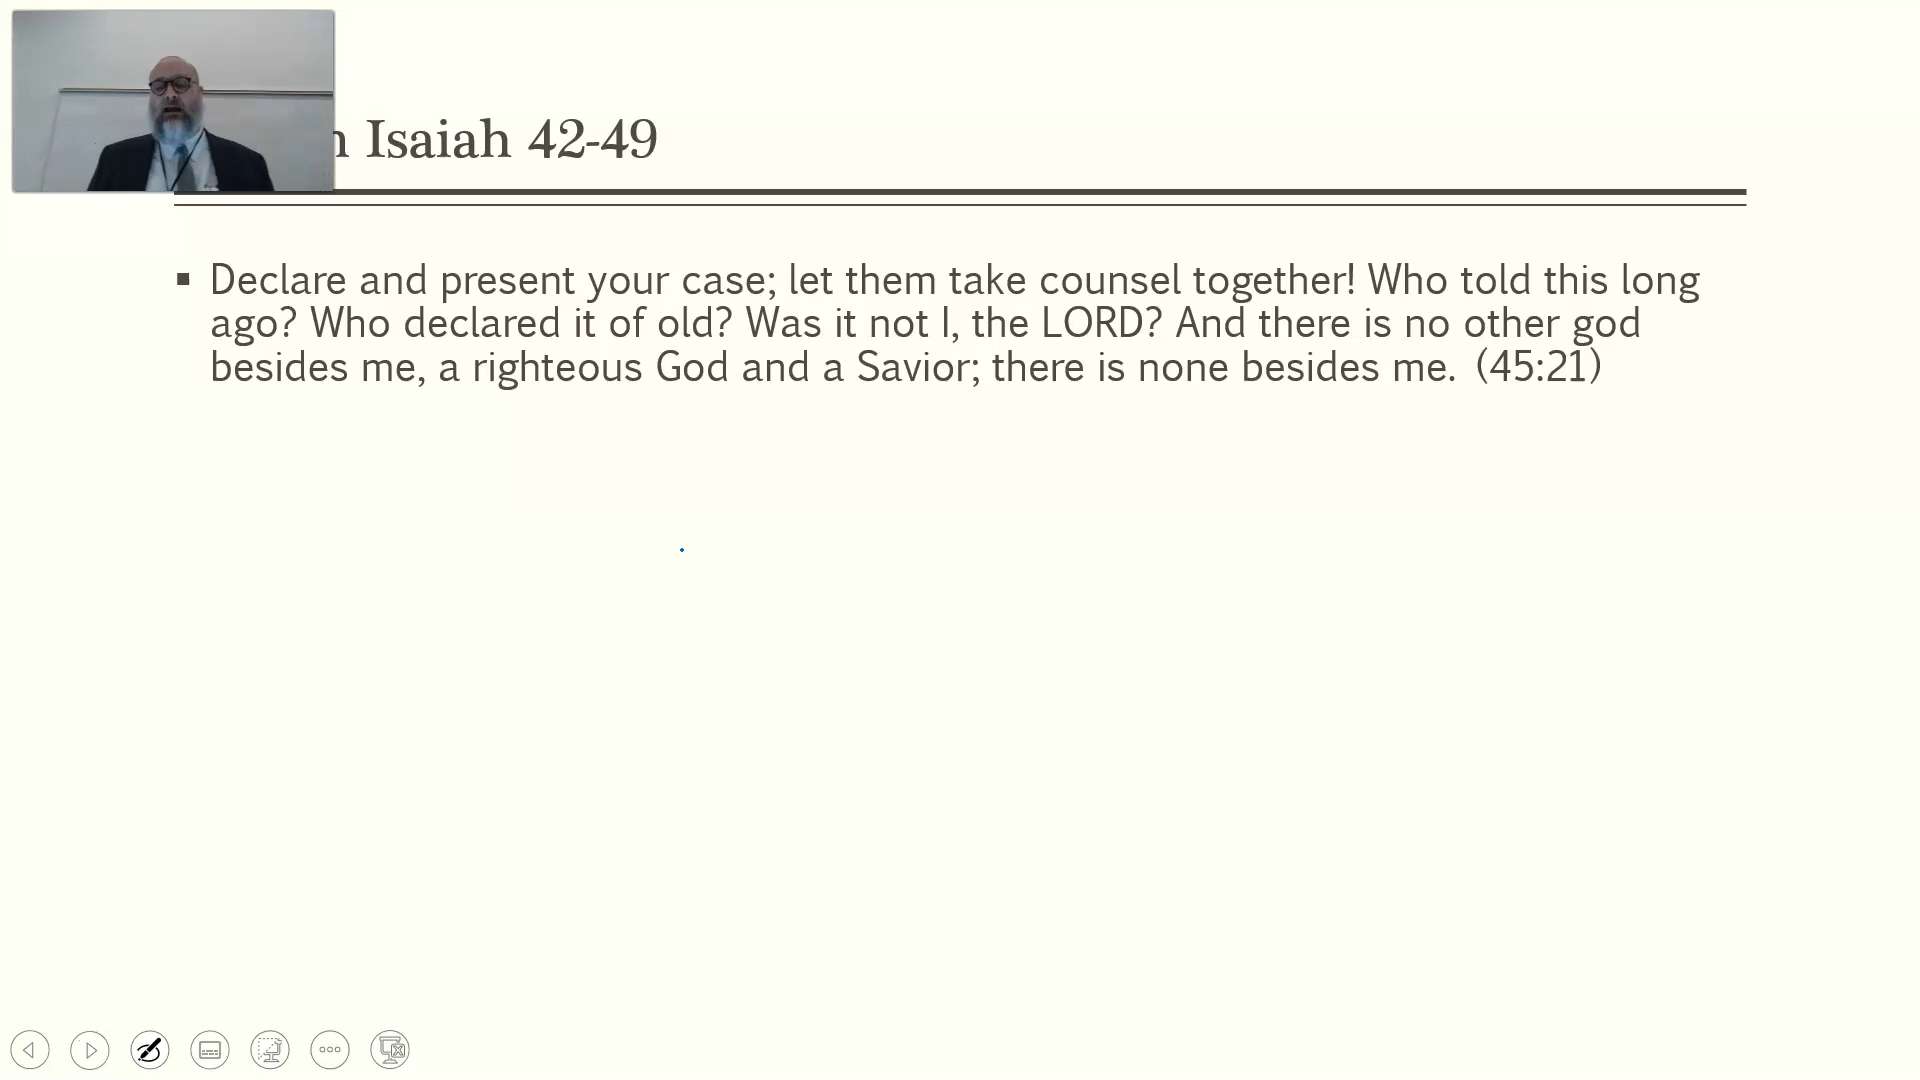 Isaiah 42-49
▪ Declare and present your case; let them take counsel together! Who told this long
ago? Who declared it of old? Was it not I, the LORD? And there is no other god
besides me, a righteous God and a Savior; there is none besides me. (45:21)